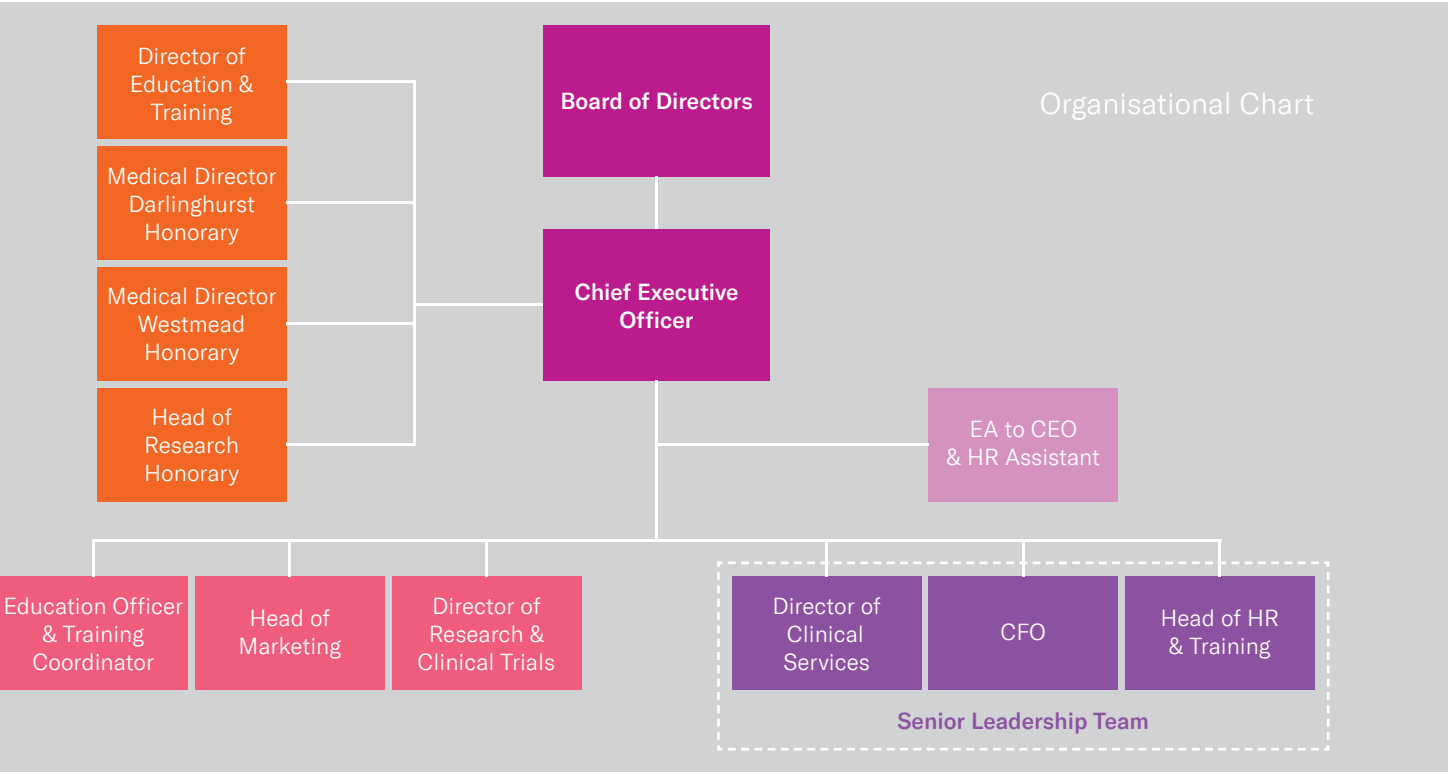 Organisational Chart
Board of Directors
Chief Executive
Officer
Director of
Education &
Training
Medical Director
Darlinghurst
Honorary
Medical Director
Westmead
Honorary
Head of
Research
Honorary
EA to CEO
& HR Assistant
Education Officer
& Training
Coordinator
Head of
Marketing
Director of
Research &
Clinical Trials
Director of
Clinical
Services
CFO
Head of HR
& Training
Senior Leadership Team